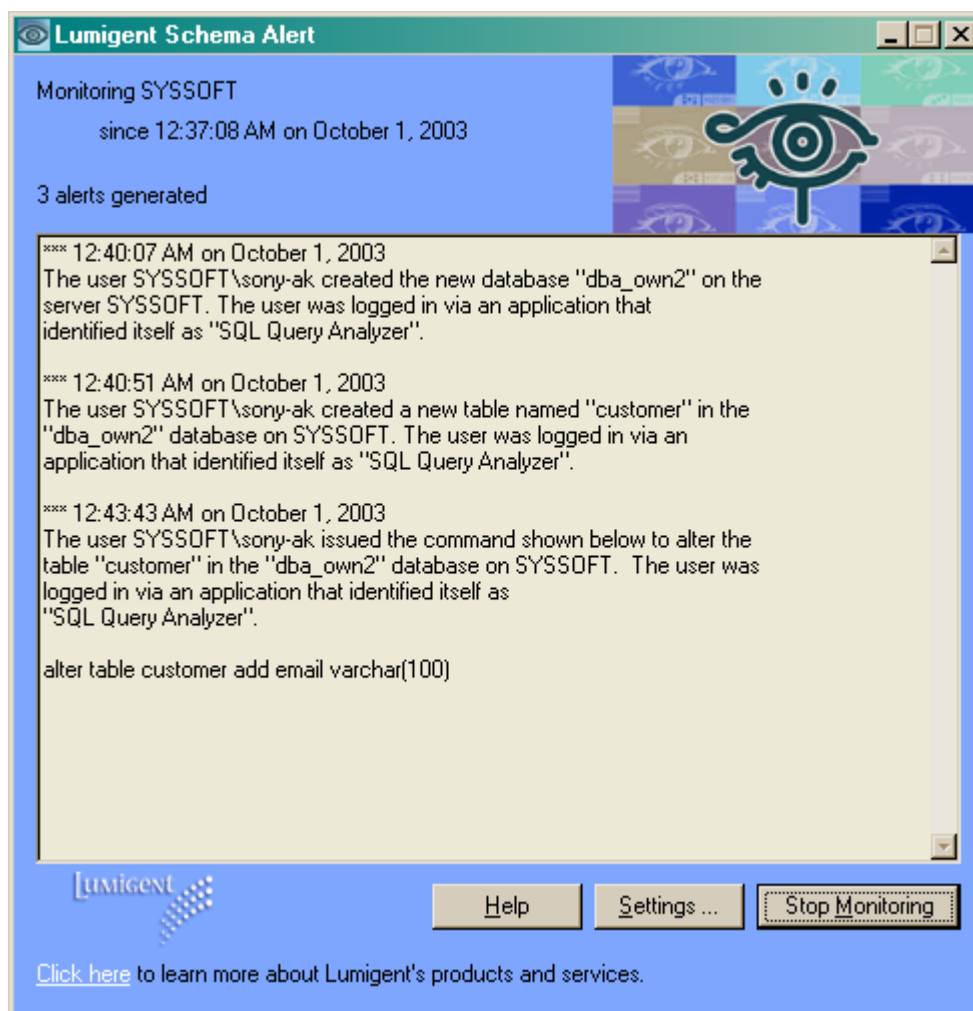 Lumigent Schema Alert
Monitoring SYSSOFT
since 12:37:08 AM on October 1, 2003
3 alerts generated
*** 12:40:07 AM on October 1, 2003
The user SYSSOFT\sony-ak created the new database "dba_own2" on the
server SYSSOFT. The user was logged in via an application that
identified itself as "SQL Query Analyzer".
*** 12:40:51 AM on October 1, 2003
The user SYSSOFT\sony-ak created a new table named "customer" in the
"dba_own2" database on SYSSOFT. The user was logged in via an
application that identified itself as "SQL Query Analyzer".
*** 12:43:43 AM on October 1, 2003
The user SYSSOFT\sony-ak issued the command shown below to alter the
table "customer" in the "dba_own2" database on SYSSOFT.  The user was
logged in via an application that identified itself as
"SQL Query Analyzer".
alter table customer add email varchar(100)
LUMIGENT
Help
Settings ...
Stop Monitoring
Click here to learn more about Lumigent's products and services.